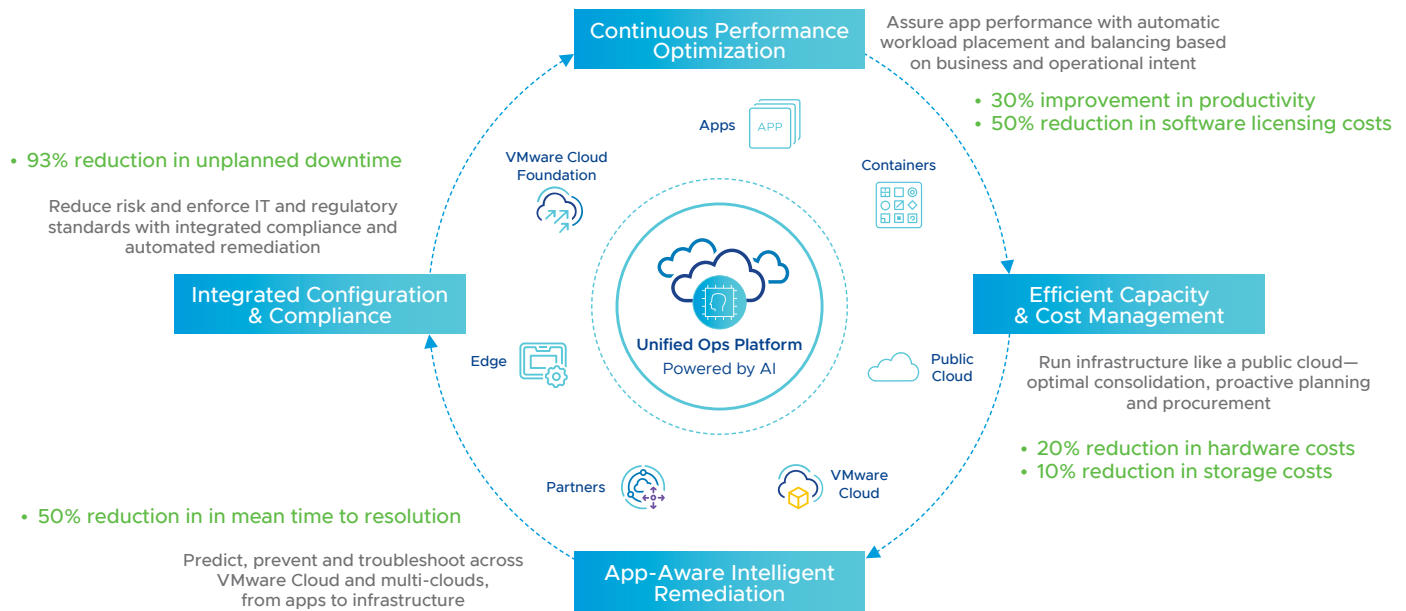 Continuous Performance
Optimization
Assure app performance with automatic
workload placement and balancing based
on business and operational intent
• 30% improvement in productivity
• 50% reduction in software licensing costs
Apps
APP
Containers
VMware Cloud
Foundation
• 93% reduction in unplanned downtime
Reduce risk and enforce IT and regulatory
standards with integrated compliance and
automated remediation
Integrated Configuration
& Compliance
Efficient Capacity
& Cost Management
Unified Ops Platform
Powered by AI
Edge
Public
Cloud
Run infrastructure like a public cloud—
optimal consolidation, proactive planning
and procurement
• 20% reduction in hardware costs
• 10% reduction in storage costs
Partners
VMware
Cloud
• 50% reduction in in mean time to resolution
Predict, prevent and troubleshoot across
VMware Cloud and multi-clouds,
from apps to infrastructure
App-Aware Intelligent
Remediation